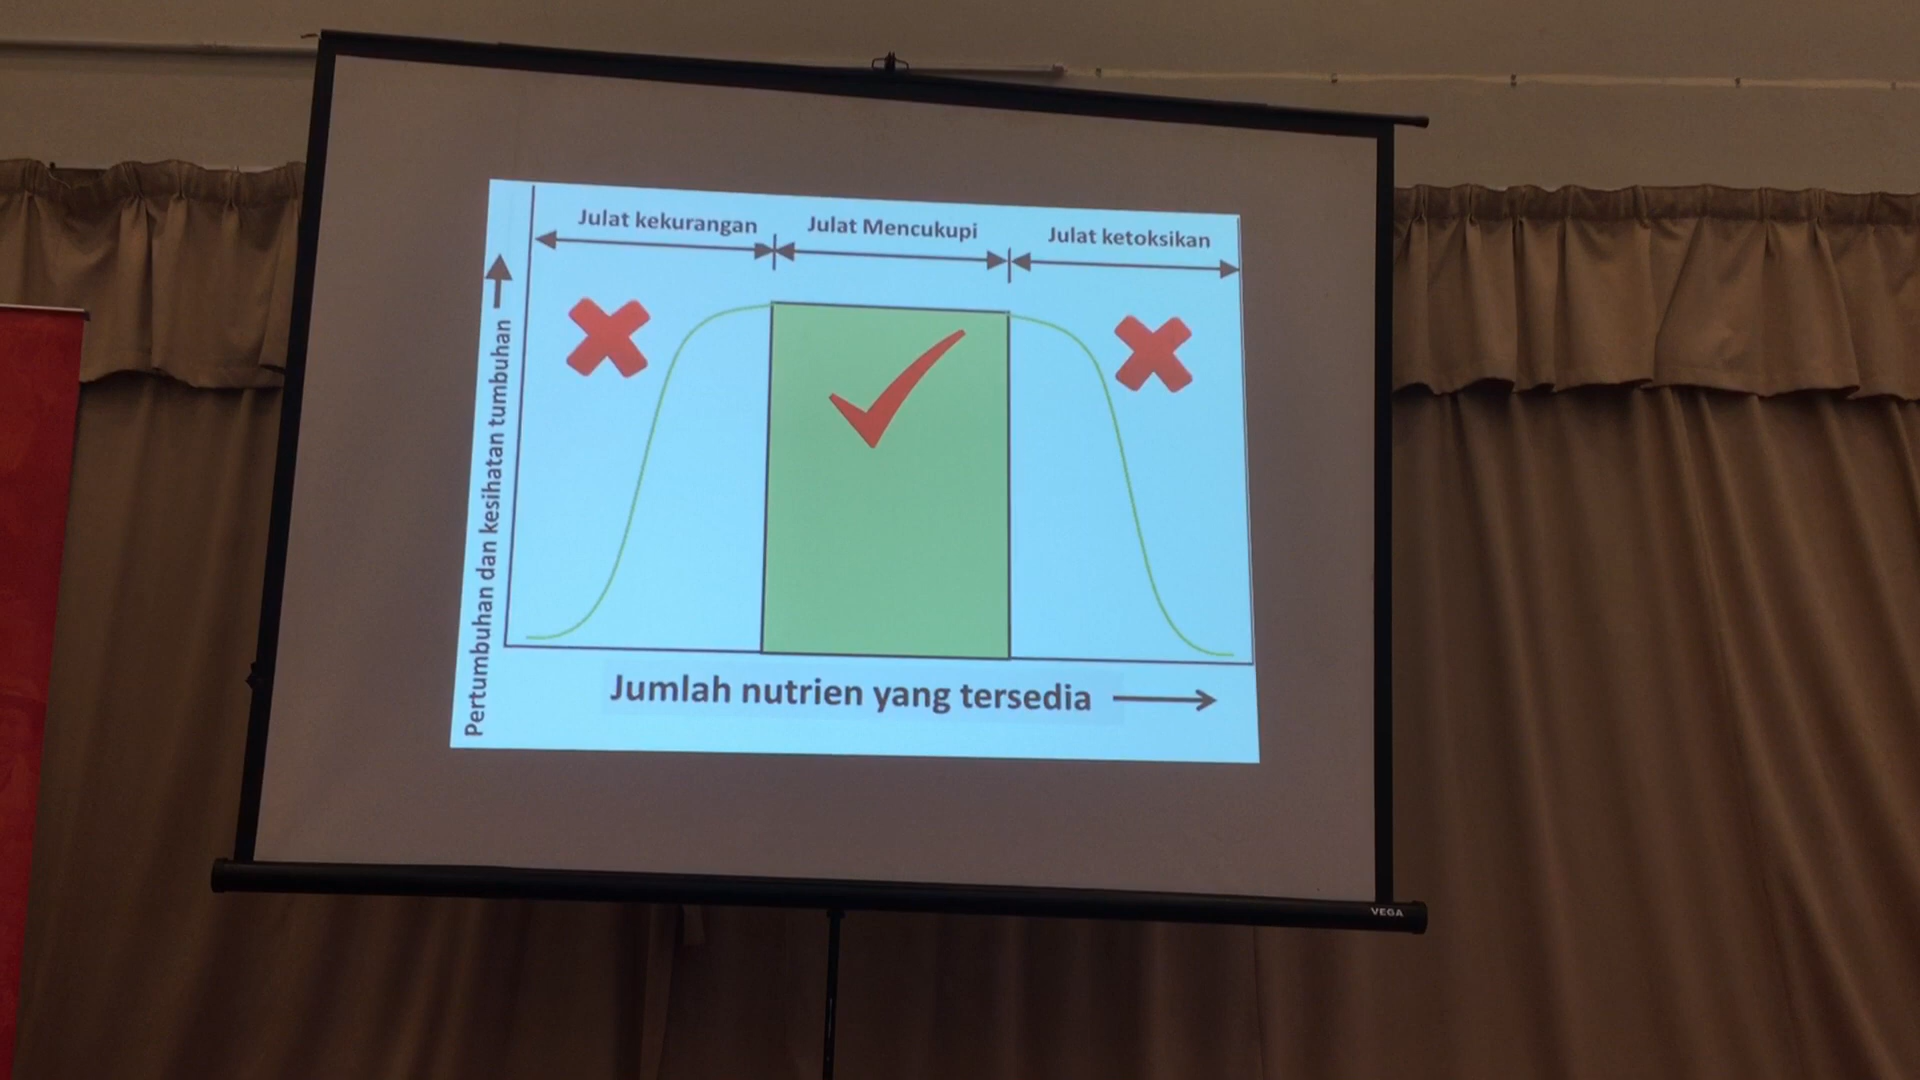 Julat kekurangan
Julat Mencukupi
Julat ketoksikan
Pertumbuhan dan kesihatan tumbuhan
Jumlah nutrien yang tersedia
VEGA